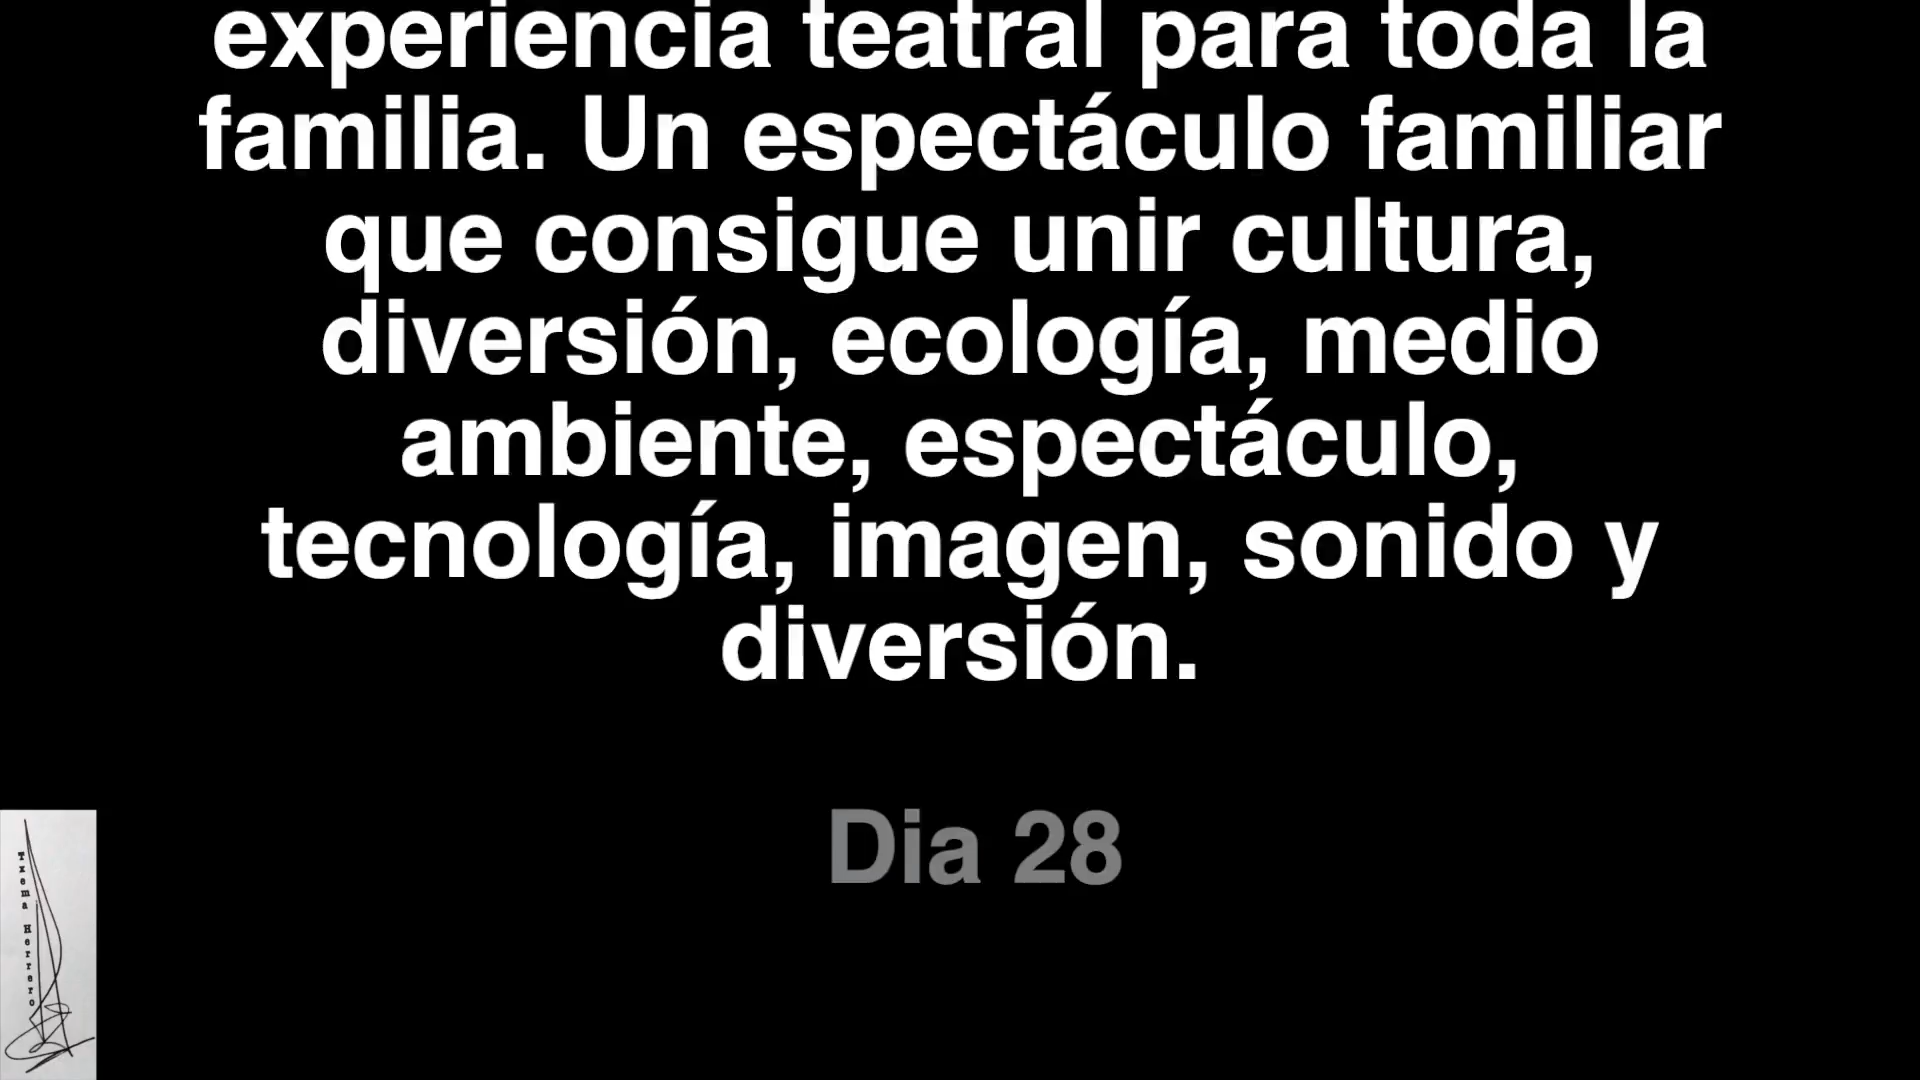 experiencia teatral para toda la
familia. Un espectáculo familiar
que consigue unir cultura,
diversión, ecología, medio
ambiente, espectáculo,
tecnología, imagen, sonido y
diversión.
Dia 28
Txema Herrero